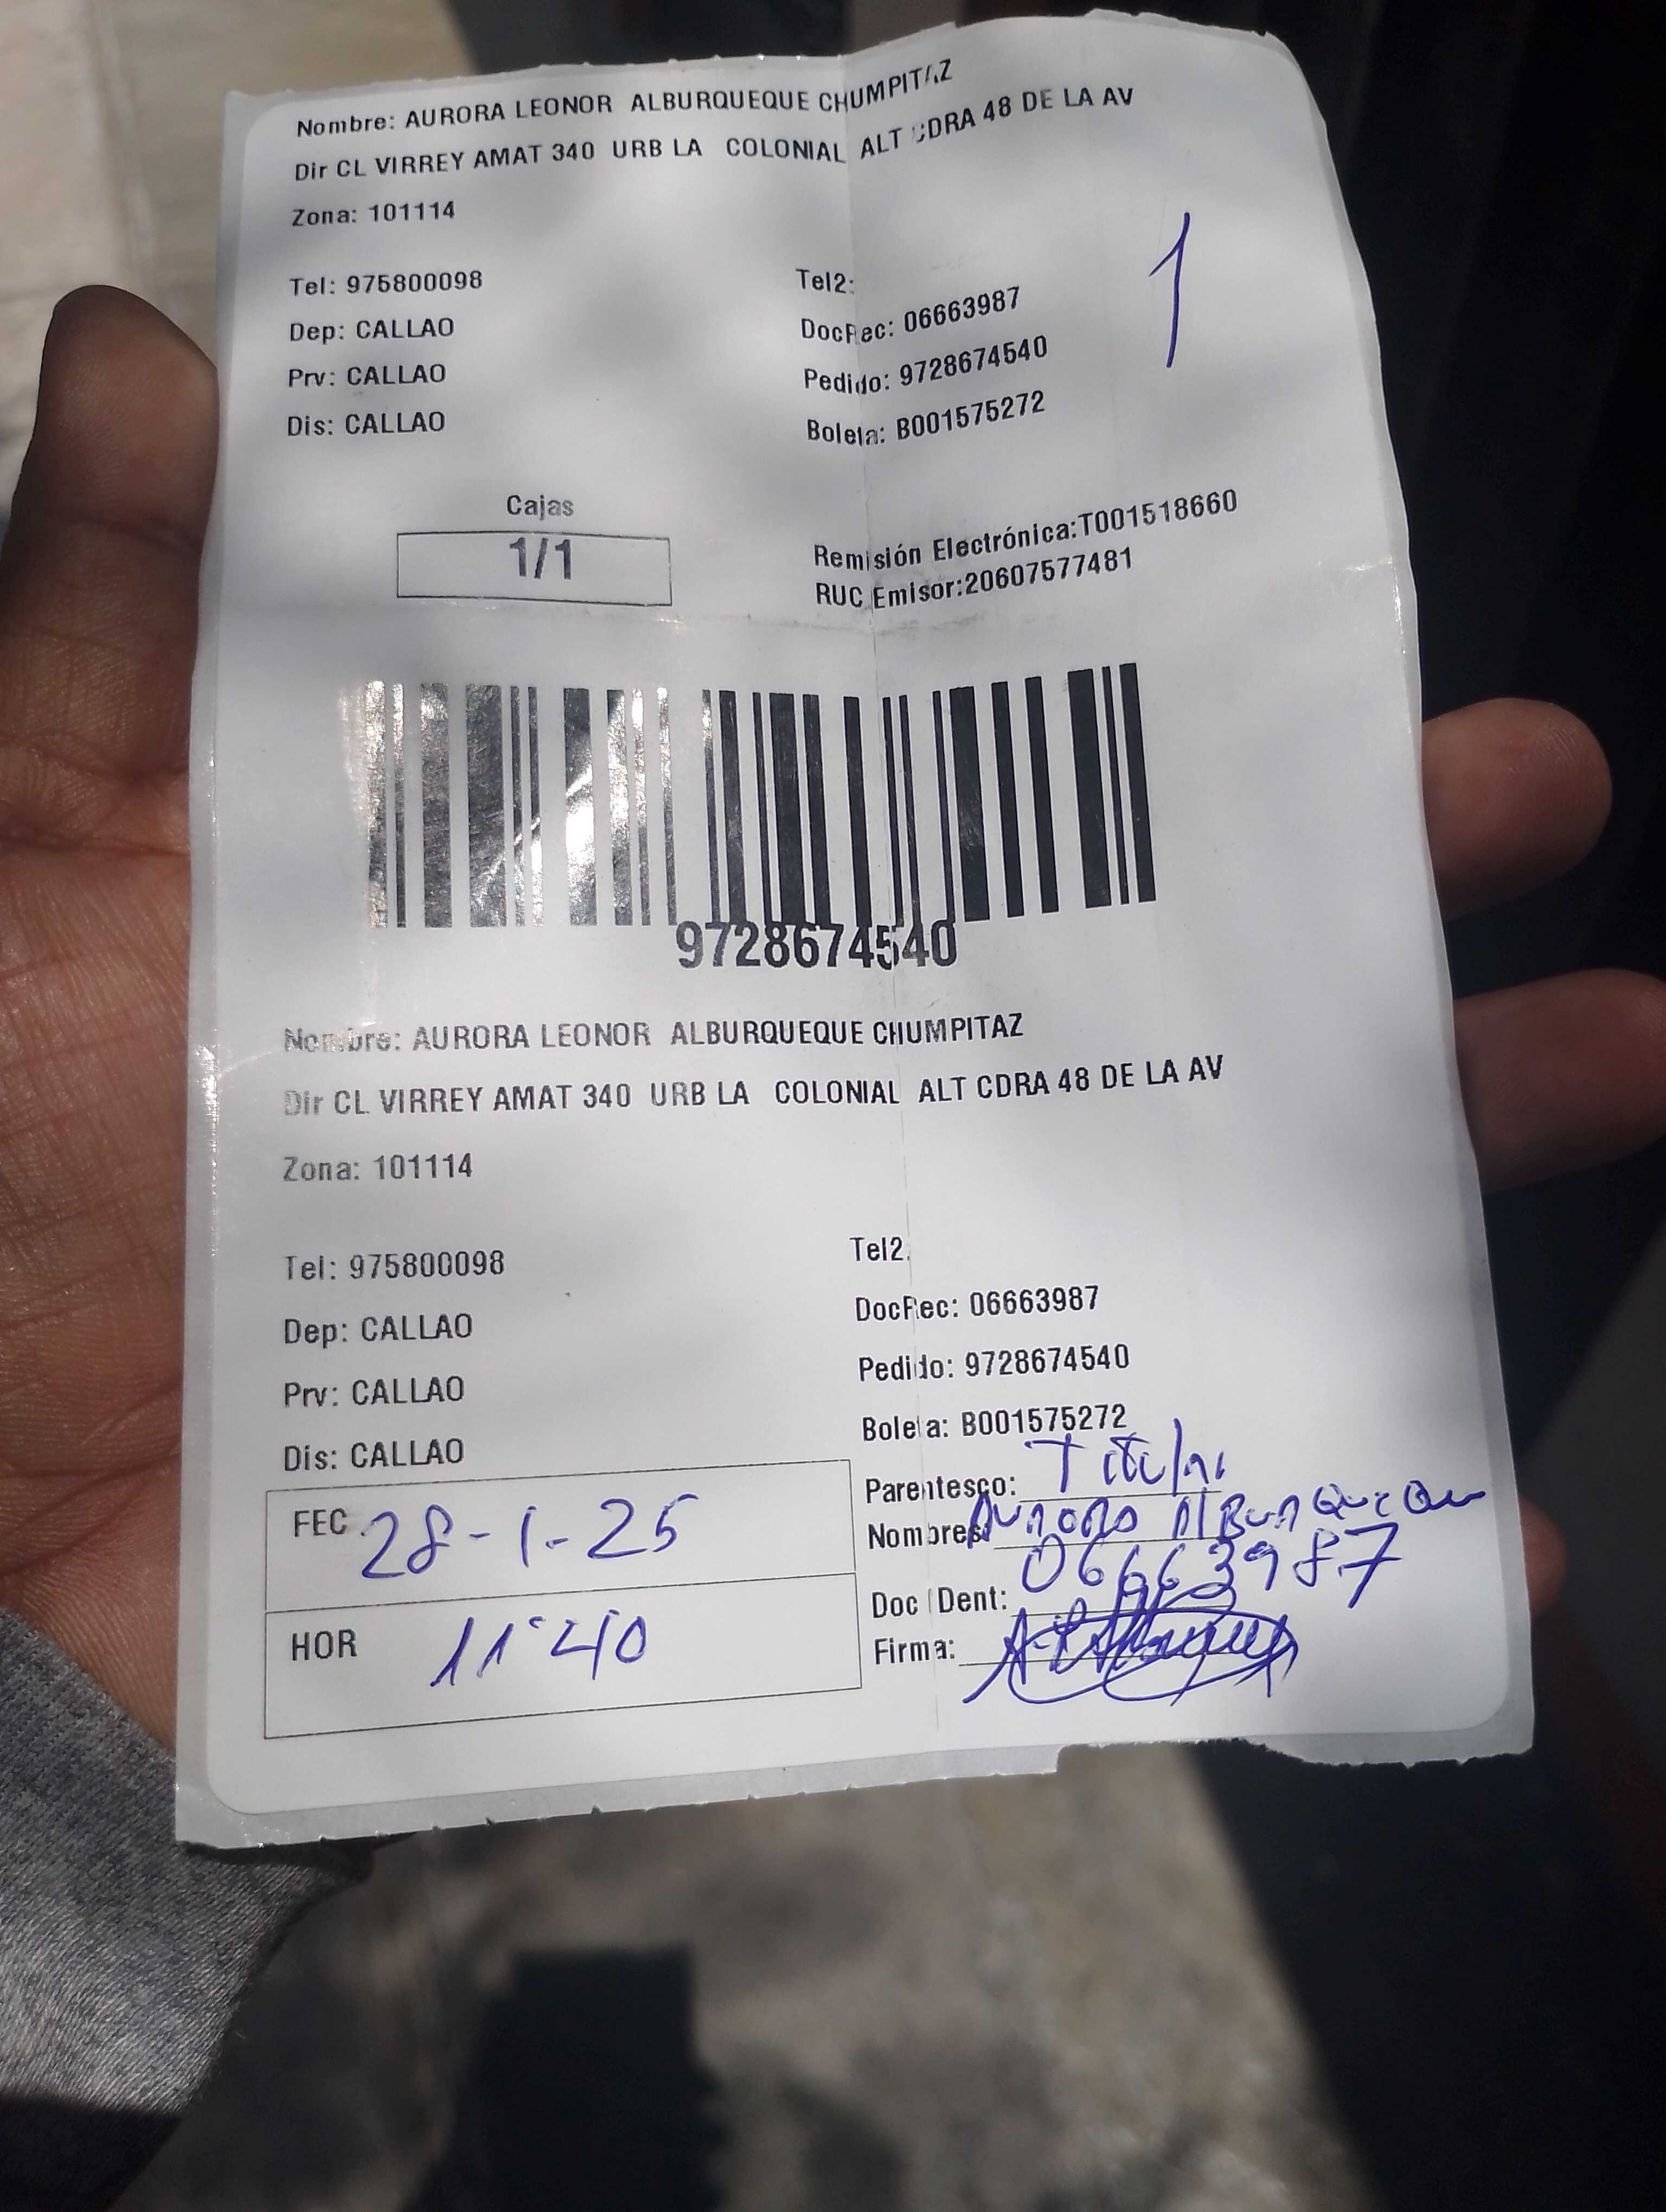 Nombre: AURORA LEONOR ALBURQUEQUE CHUMPITAZ
Dir CL VIRREY AMAT 340 URB LA COLONIAL ALT CDRA 48 DE LA AV
Zona: 101114
1
Tel: 975800098 Tel2:
Dep: CALLAO DocRec: 06663987
Prv: CALLAO Pedido: 9728674540
Dis: CALLAO Boleta: B001575272
Cajas
1/1
Remisión Electrónica:T001518660
RUC Emisor:20607577481
9728674540
Nombre: AURORA LEONOR ALBURQUEQUE CHUMPITAZ
Dir CL VIRREY AMAT 340 URB LA COLONIAL ALT CDRA 48 DE LA AV
Zona: 101114
Tel: 975800098 Tel2
Dep: CALLAO DocRec: 06663987
Prv: CALLAO Pedido: 9728674540
Dis: CALLAO Boleta: B001575272
FEC 28-1-25
HOR 11:40
Parentesco: Titular
Nombres: Aurora AlBurqueque
Doc Dent: 06663987
Firma: